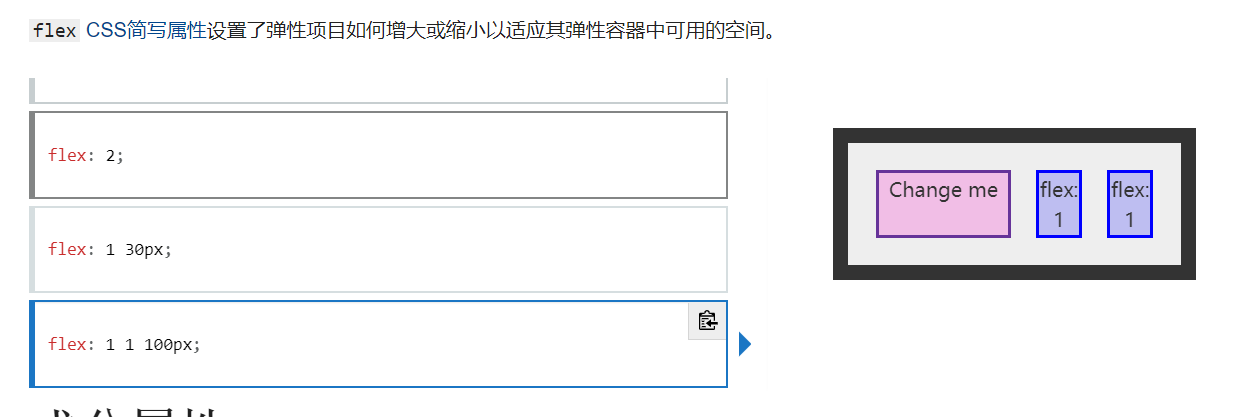 flex CSS简写属性设置了弹性项目如何增大或缩小以适应其弹性容器中可用的空间。
flex: 2;
flex: 1 30px;
flex: 1 1 100px;
Change me
flex:
1
flex:
1